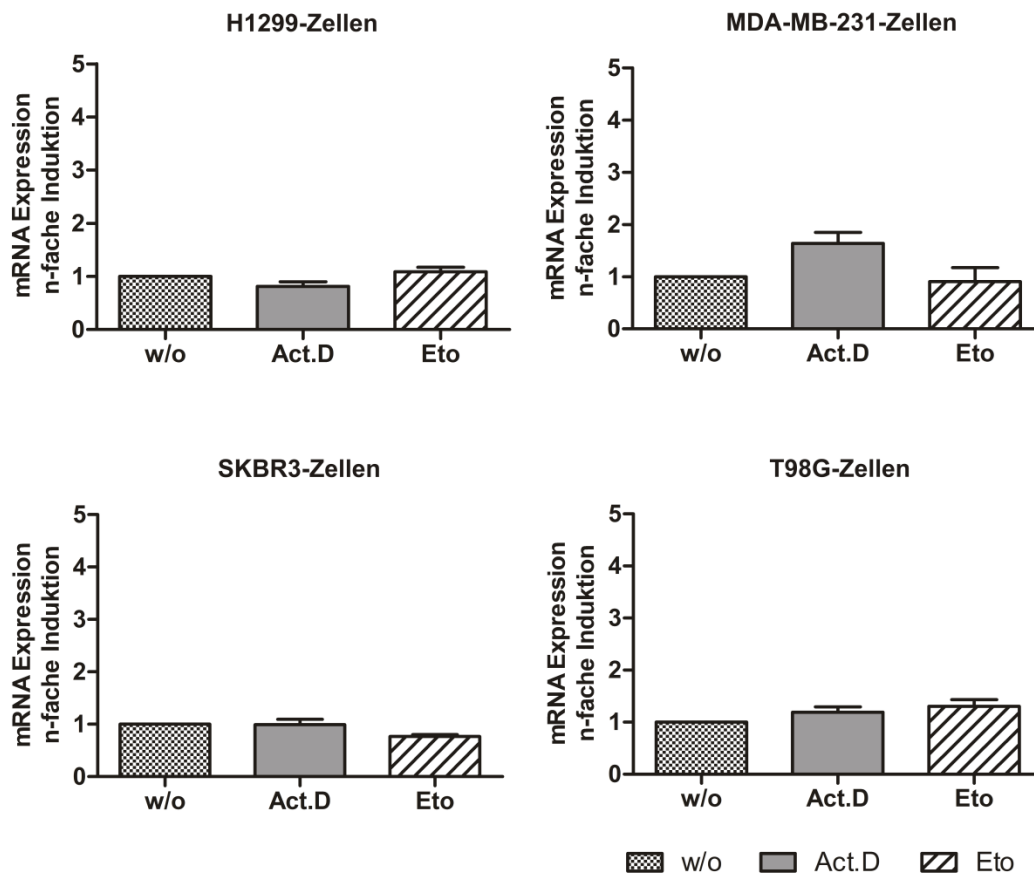 H1299-Zellen
mRNA Expression
n-fache Induktion
5
4
3
2
1
0
w/o Act.D Eto
MDA-MB-231-Zellen
mRNA Expression
n-fache Induktion
5
4
3
2
1
0
w/o Act.D Eto
SKBR3-Zellen
mRNA Expression
n-fache Induktion
5
4
3
2
1
0
w/o Act.D Eto
T98G-Zellen
mRNA Expression
n-fache Induktion
5
4
3
2
1
0
w/o Act.D Eto
w/o Act.D Eto